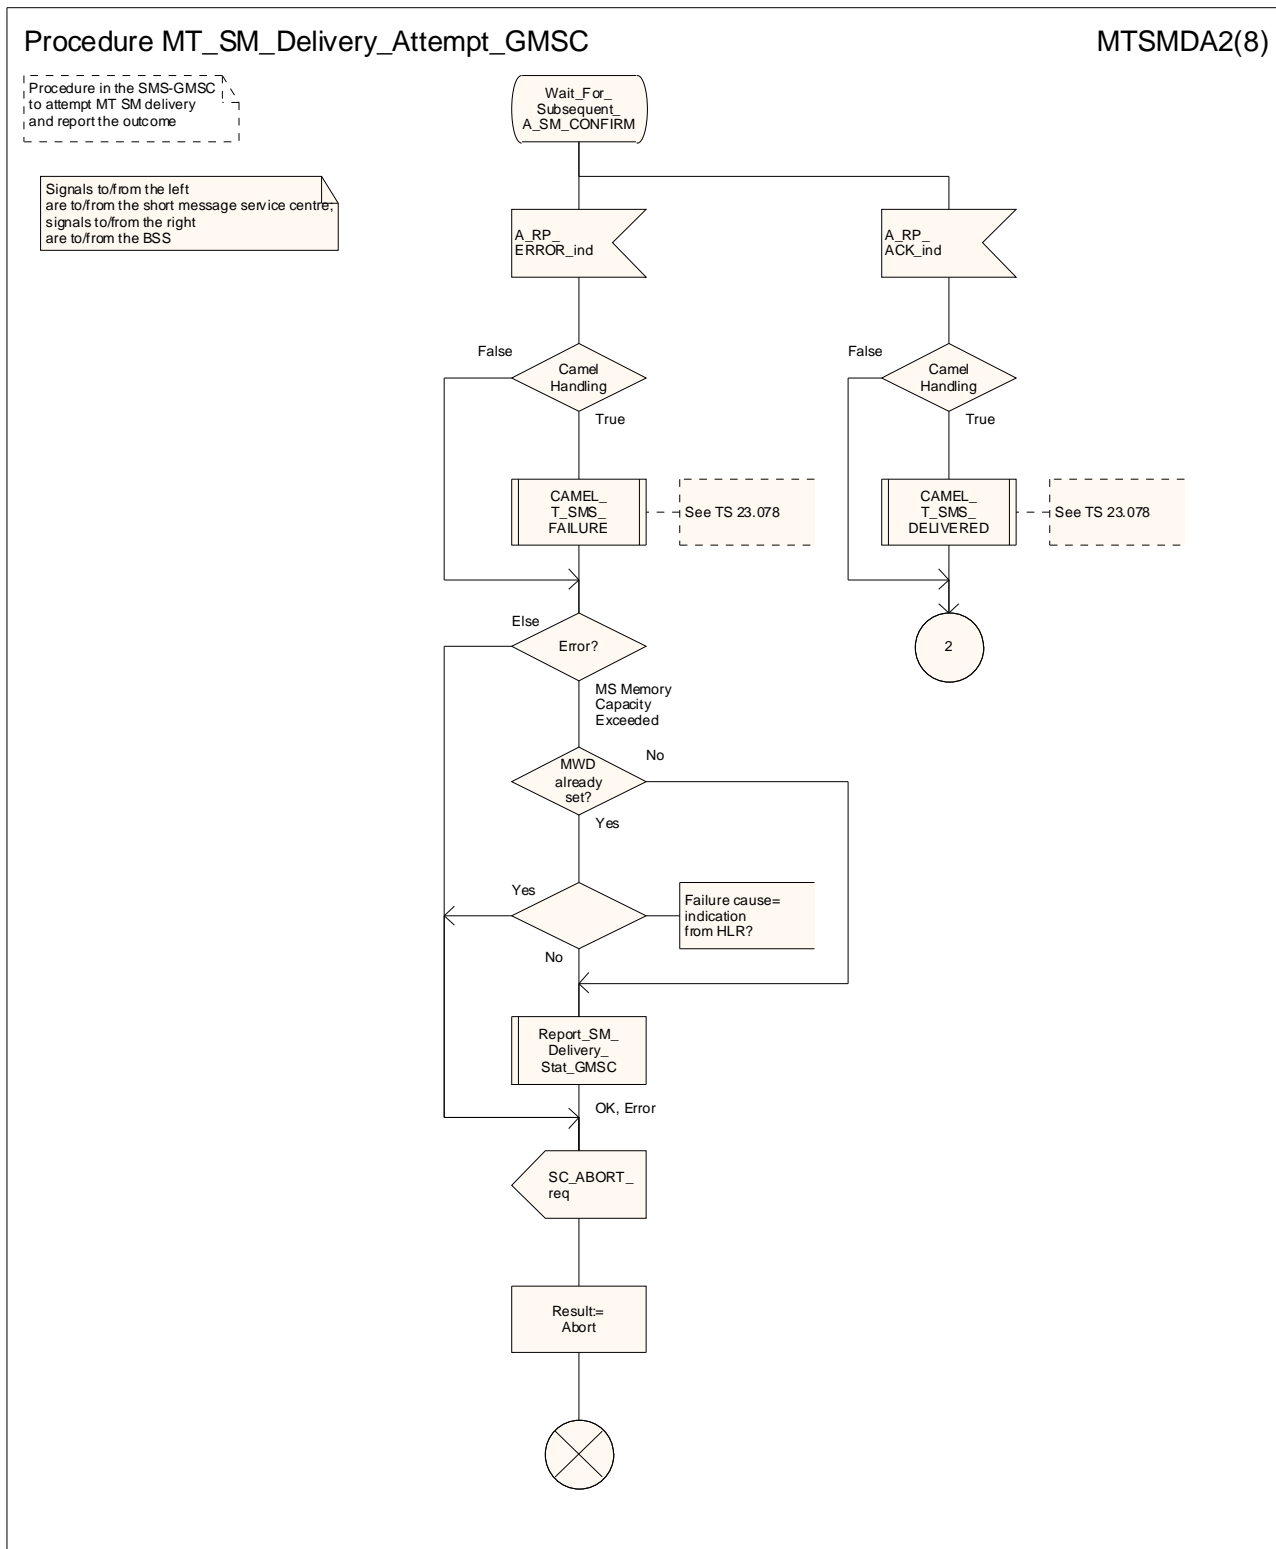 Procedure MT_SM_Delivery_Attempt_GMSC
MTSMDA2(8)
Procedure in the SMS-GMSC
to attempt MT SM delivery
and report the outcome
Signals to/from the left
are to/from the short message service centre;
signals to/from the right
are to/from the BSS
Wait_For_
Subsequent_
A_SM_CONFIRM
A_RP_
ERROR_ind
A_RP_
ACK_ind
False
Camel
Handling
True
False
Camel
Handling
True
CAMEL_
T_SMS_
FAILURE
See TS 23.078
CAMEL_
T_SMS_
DELIVERED
See TS 23.078
Else
Error?
2
MS Memory
Capacity
Exceeded
MWD
already
set?
No
Yes
Yes
Failure cause=
indication
from HLR?
No
Report_SM_
Delivery_
Stat_GMSC
OK, Error
SC_ABORT_
req
Result:=
Abort